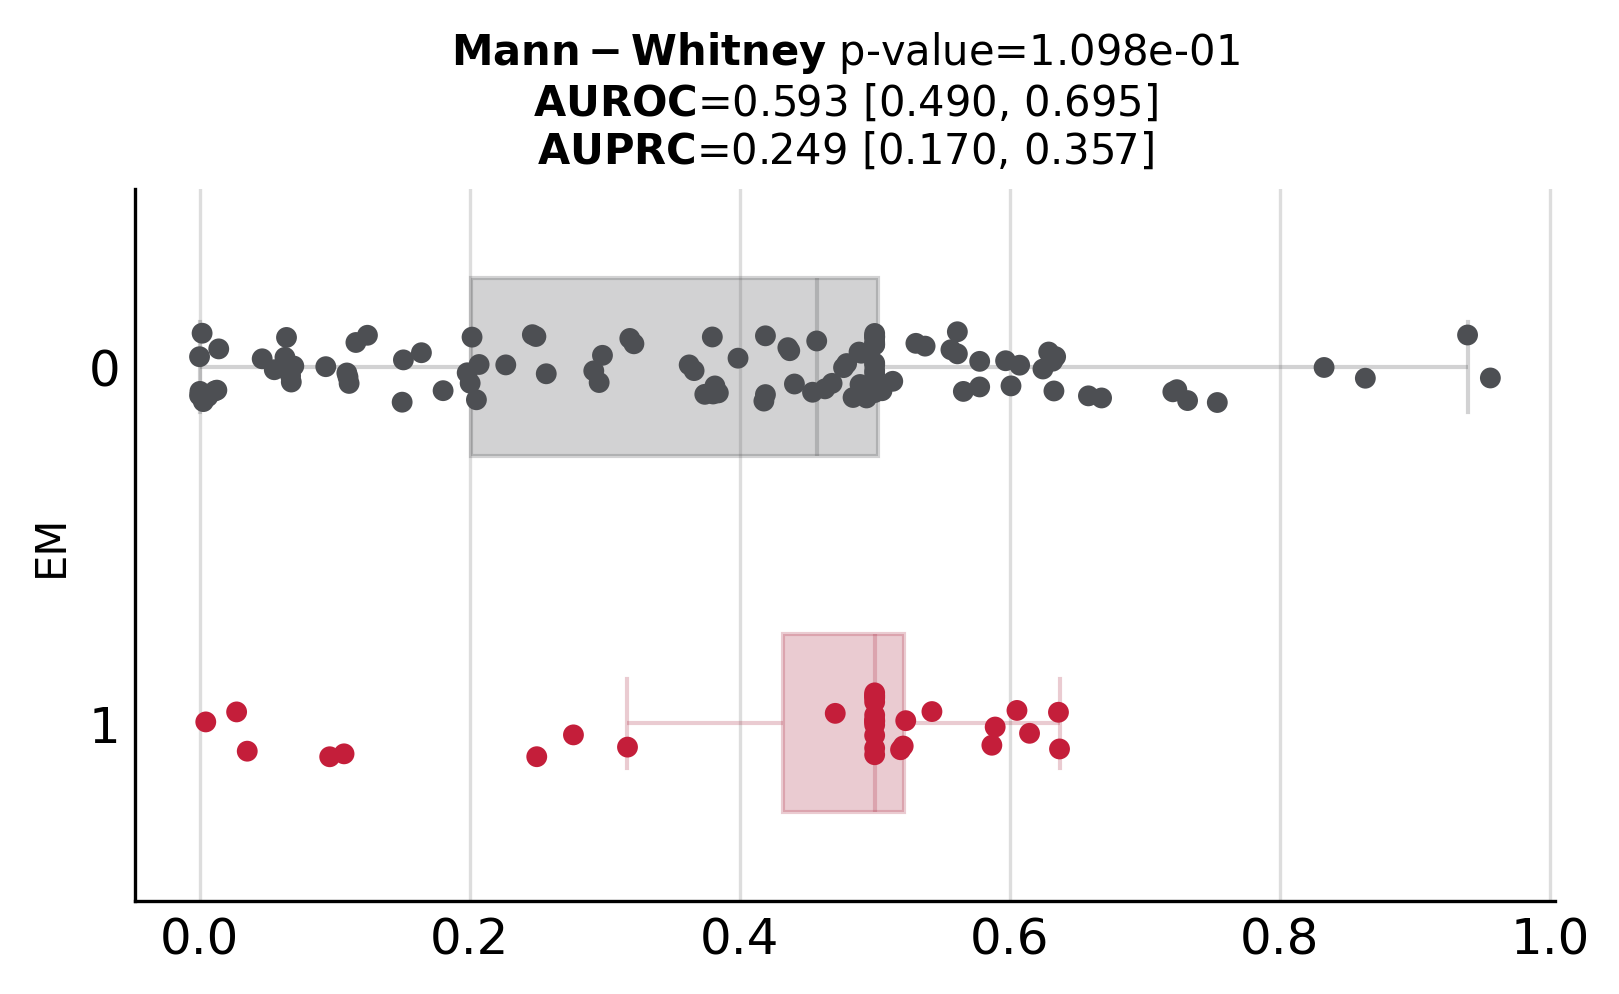 Mann − Whitney p-value=1.098e-01
AUROC=0.593 [0.490, 0.695]
AUPRC=0.249 [0.170, 0.357]
0
EM
1
0.0 0.2 0.4 0.6 0.8 1.0